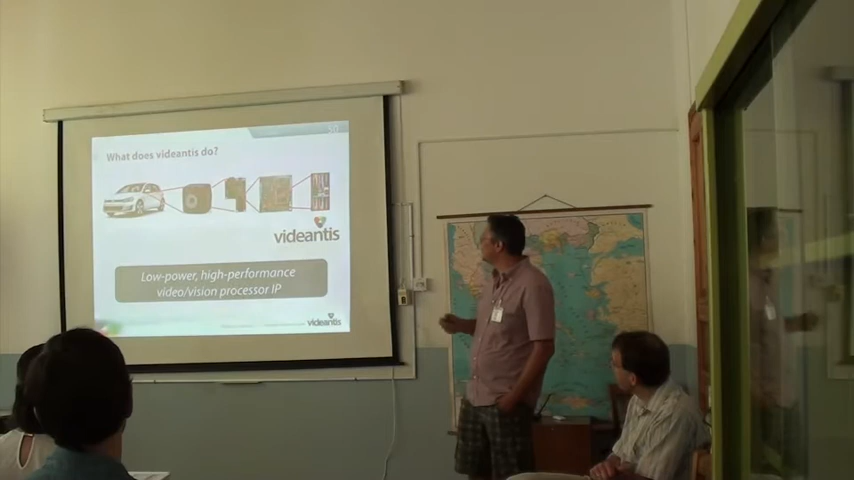 What does videantis do?
videantis
Low-power, high-performance
video/vision processor IP
videantis